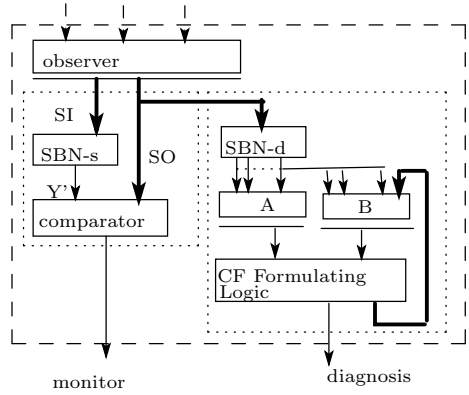 observer
SI
SBN-s
SO
SBN-d
Y'
A
B
comparator
CF Formulating
Logic
monitor
diagnosis